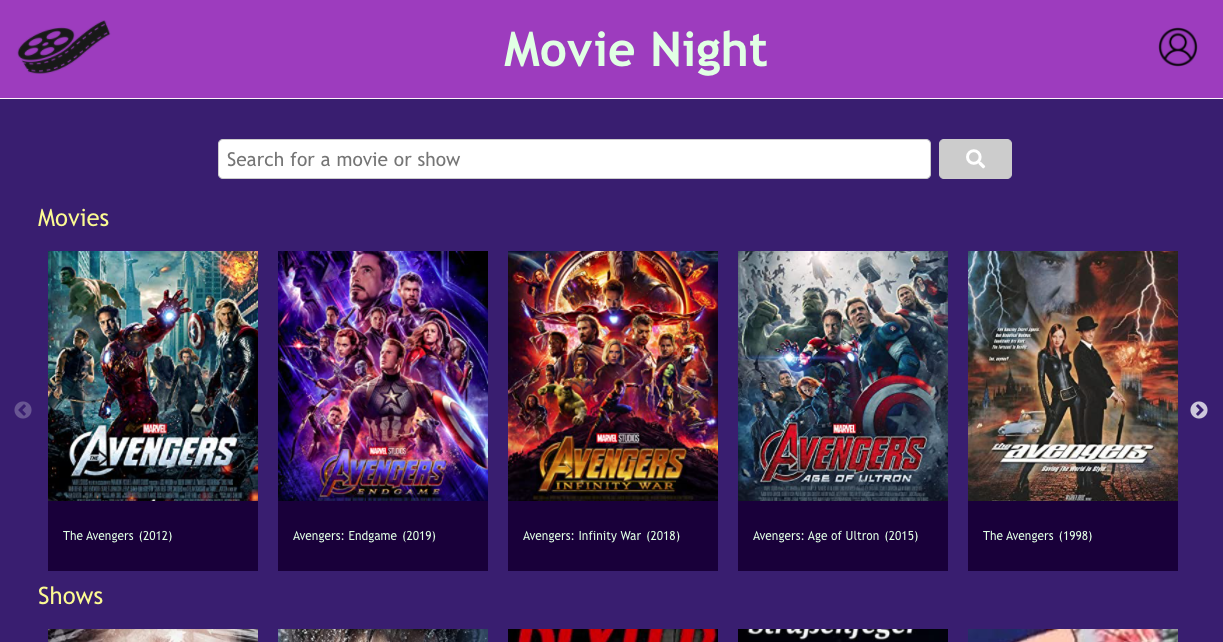 Movie Night
Search for a movie or show
Movies
MARVEL
THE AVENGERS
MARVEL STUDIOS
AVENGERS
ENDGAME
MARVEL STUDIOS
AVENGERS
INFINITY WAR
MARVEL
AVENGERS
AGE OF ULTRON
the avengers
Saving The World In Style...
The Avengers (2012)
Avengers: Endgame (2019)
Avengers: Infinity War (2018)
Avengers: Age of Ultron (2015)
The Avengers (1998)
Shows
Straßenfeger